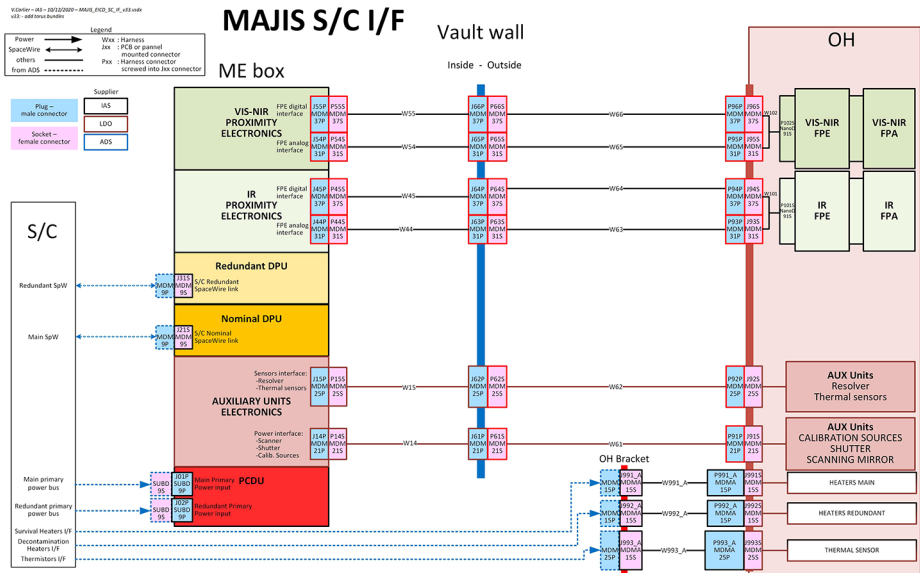 V.Carlier – IAS – 10/12/2020 – MAJIS_EICD_SC_IF_v33.vsdx
v33: - add torus bundles
MAJIS S/C I/F
Legend
Power
SpaceWire
others
from ADS
Wxx : Harness
Jxx : PCB or pannel
mounted connector
Pxx : Harness connector
screwed into Jxx connector
Supplier
Plug –
male connector
Socket –
female connector
IAS
LDO
ADS
ME box
Vault wall
Inside - Outside
OH
VIS-NIR
PROXIMITY
ELECTRONICS
FPE digital
interface
FPE analog
interface
J55P
MDM
37P
P55S
MDM
37S
W55
J66P
MDM
37P
P66S
MDM
37S
W66
P96P
MDM
37P
J96S
MDM
37S
J54P
MDM
31P
P54S
MDM
31S
W54
J65P
MDM
31P
P65S
MDM
31S
W65
P95P
MDM
31P
J95S
MDM
31S
W102
P102S
NanoD
91S
VIS-NIR
FPE
VIS-NIR
FPA
IR
PROXIMITY
ELECTRONICS
FPE digital
interface
FPE analog
interface
J45P
MDM
37P
P45S
MDM
37S
W45
J64P
MDM
37P
P64S
MDM
37S
W64
P94P
MDM
37P
J94S
MDM
37S
J44P
MDM
31P
P44S
MDM
31S
W44
J63P
MDM
31P
P63S
MDM
31S
W63
P93P
MDM
31P
J93S
MDM
31S
W101
P101S
NanoD
91S
IR
FPE
IR
FPA
S/C
Redundant SpW
MDM
9P
J31S
MDM
9S
Redundant DPU
S/C Redundant
SpaceWire link
Main SpW
MDM
9P
J21S
MDM
9S
Nominal DPU
S/C Nominal
SpaceWire link
Sensors interface:
-Resolver
-Thermal sensors
AUXILIARY UNITS
ELECTRONICS
Power interface:
-Scanner
-Shutter
-Calib. Sources
J15P
MDM
25P
P15S
MDM
25S
W15
J62P
MDM
25P
P62S
MDM
25S
W62
P92P
MDM
25P
J92S
MDM
25S
AUX Units
Resolver
Thermal sensors
J14P
MDM
21P
P14S
MDM
21S
W14
J61P
MDM
21P
P61S
MDM
21S
W61
P91P
MDM
21P
J91S
MDM
21S
AUX Units
CALIBRATION SOURCES
SHUTTER
SCANNING MIRROR
Main primary
power bus
SUBD
9S
J01P
SUBD
9P
Main Primary
Power input
PCDU
Redundant primary
power bus
SUBD
9S
J02P
SUBD
9P
Redundant Primary
Power input
Survival Heaters I/F
Decontamination
Heaters I/F
Thermistors I/F
OH Bracket
MDM
15P
J991_A
MDMA
15S
W991_A
P991_A
MDMA
15P
J991S
MDM
15S
HEATERS MAIN
MDM
15P
J992_A
MDMA
15S
W992_A
P992_A
MDMA
15P
J992S
MDM
15S
HEATERS REDUNDANT
MDM
25P
J993_A
MDMA
25S
W993_A
P993_A
MDMA
25P
J993S
MDM
25S
THERMAL SENSOR